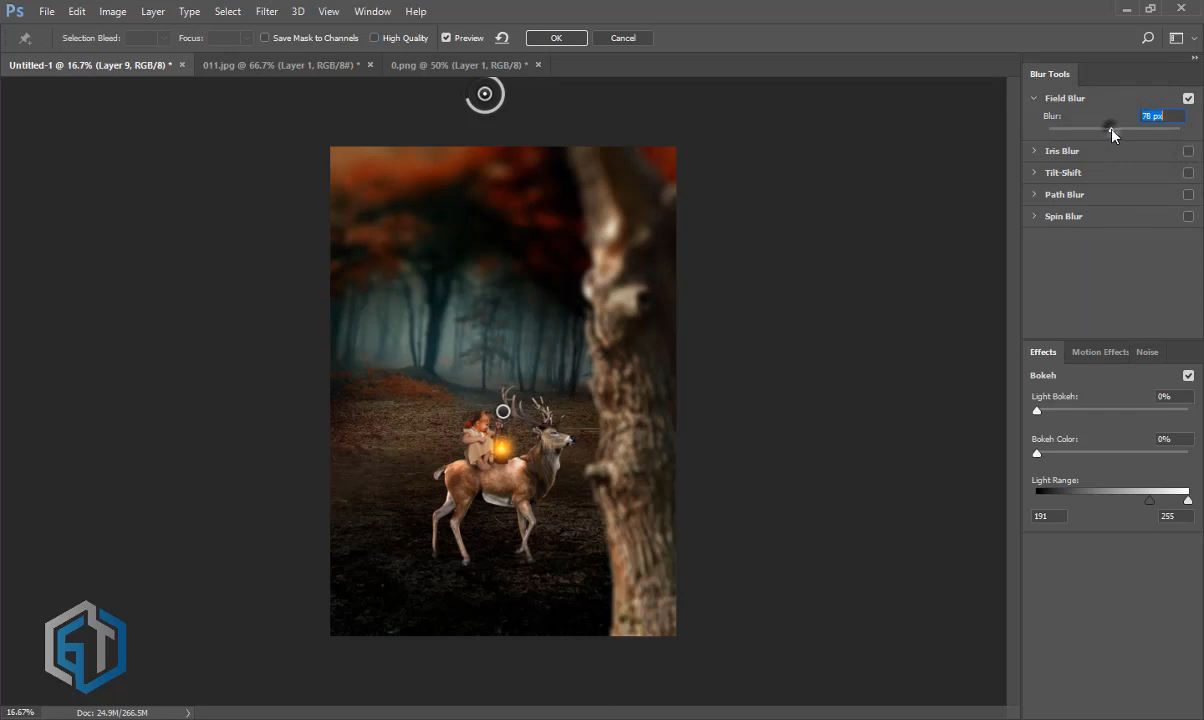 Ps File Edit Image Layer Type Select Filter 3D View Window Help
Selection Bleed: Focus: Save Mask to Channels High Quality Preview OK Cancel
Untitled-1 @ 16.7% (Layer 9, RGB/8) * × 011.jpg @ 66.7% (Layer 1, RGB/8#) * × 0.png @ 50% (Layer 1, RGB/8) * ×
Blur Tools
Field Blur
Blur: 78 px
Iris Blur
Tilt-Shift
Path Blur
Spin Blur
Effects Motion Effects Noise
Bokeh
Light Bokeh: 0%
Bokeh Color: 0%
Light Range:
191 255
GT
16.67% Doc: 24.9M/266.5M